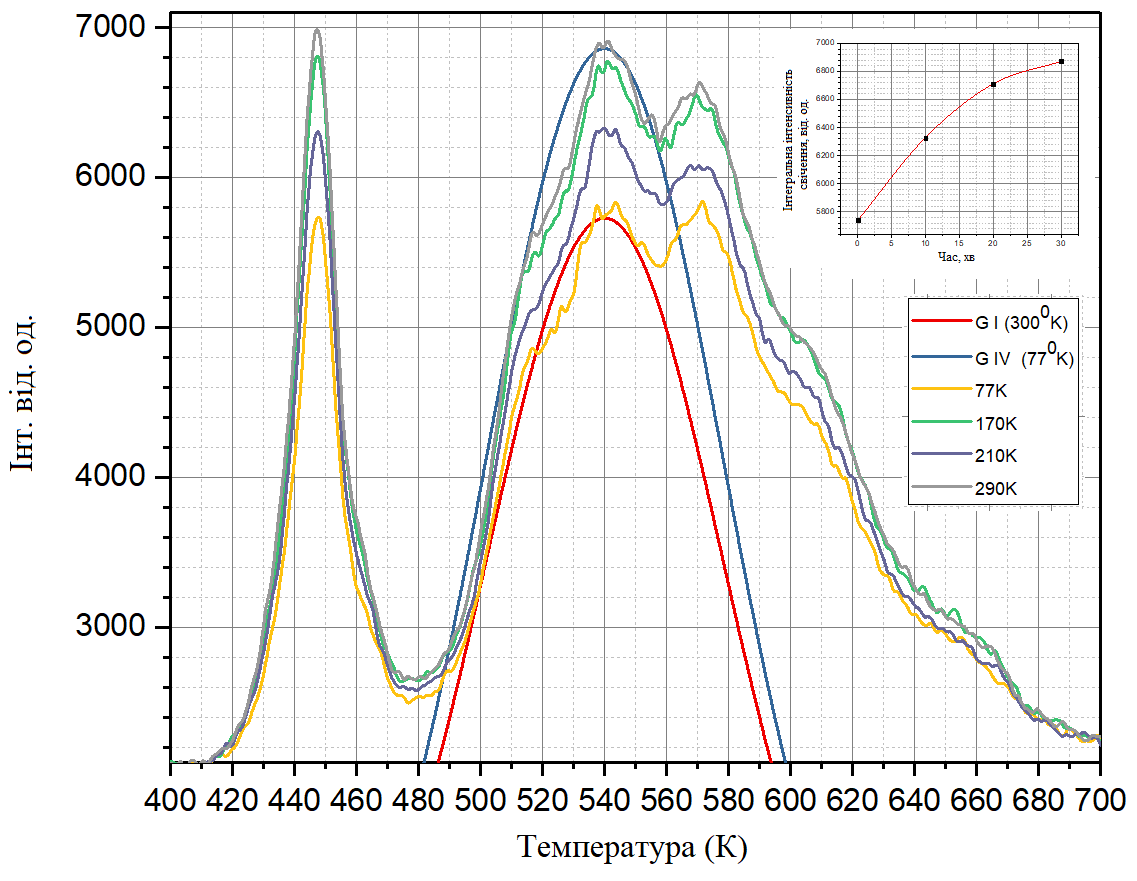 7000
6000
5000
4000
3000
Інт. від. од.
400 420 440 460 480 500 520 540 560 580 600 620 640 660 680 700
Температура (К)
7000
6800
6600
6400
6200
6000
5800
Інтегральна інтенсивність
свічення, від. од.
0 5 10 15 20 25 30
Час, хв
G I (300⁰K)
G IV (77⁰K)
77K
170K
210K
290K